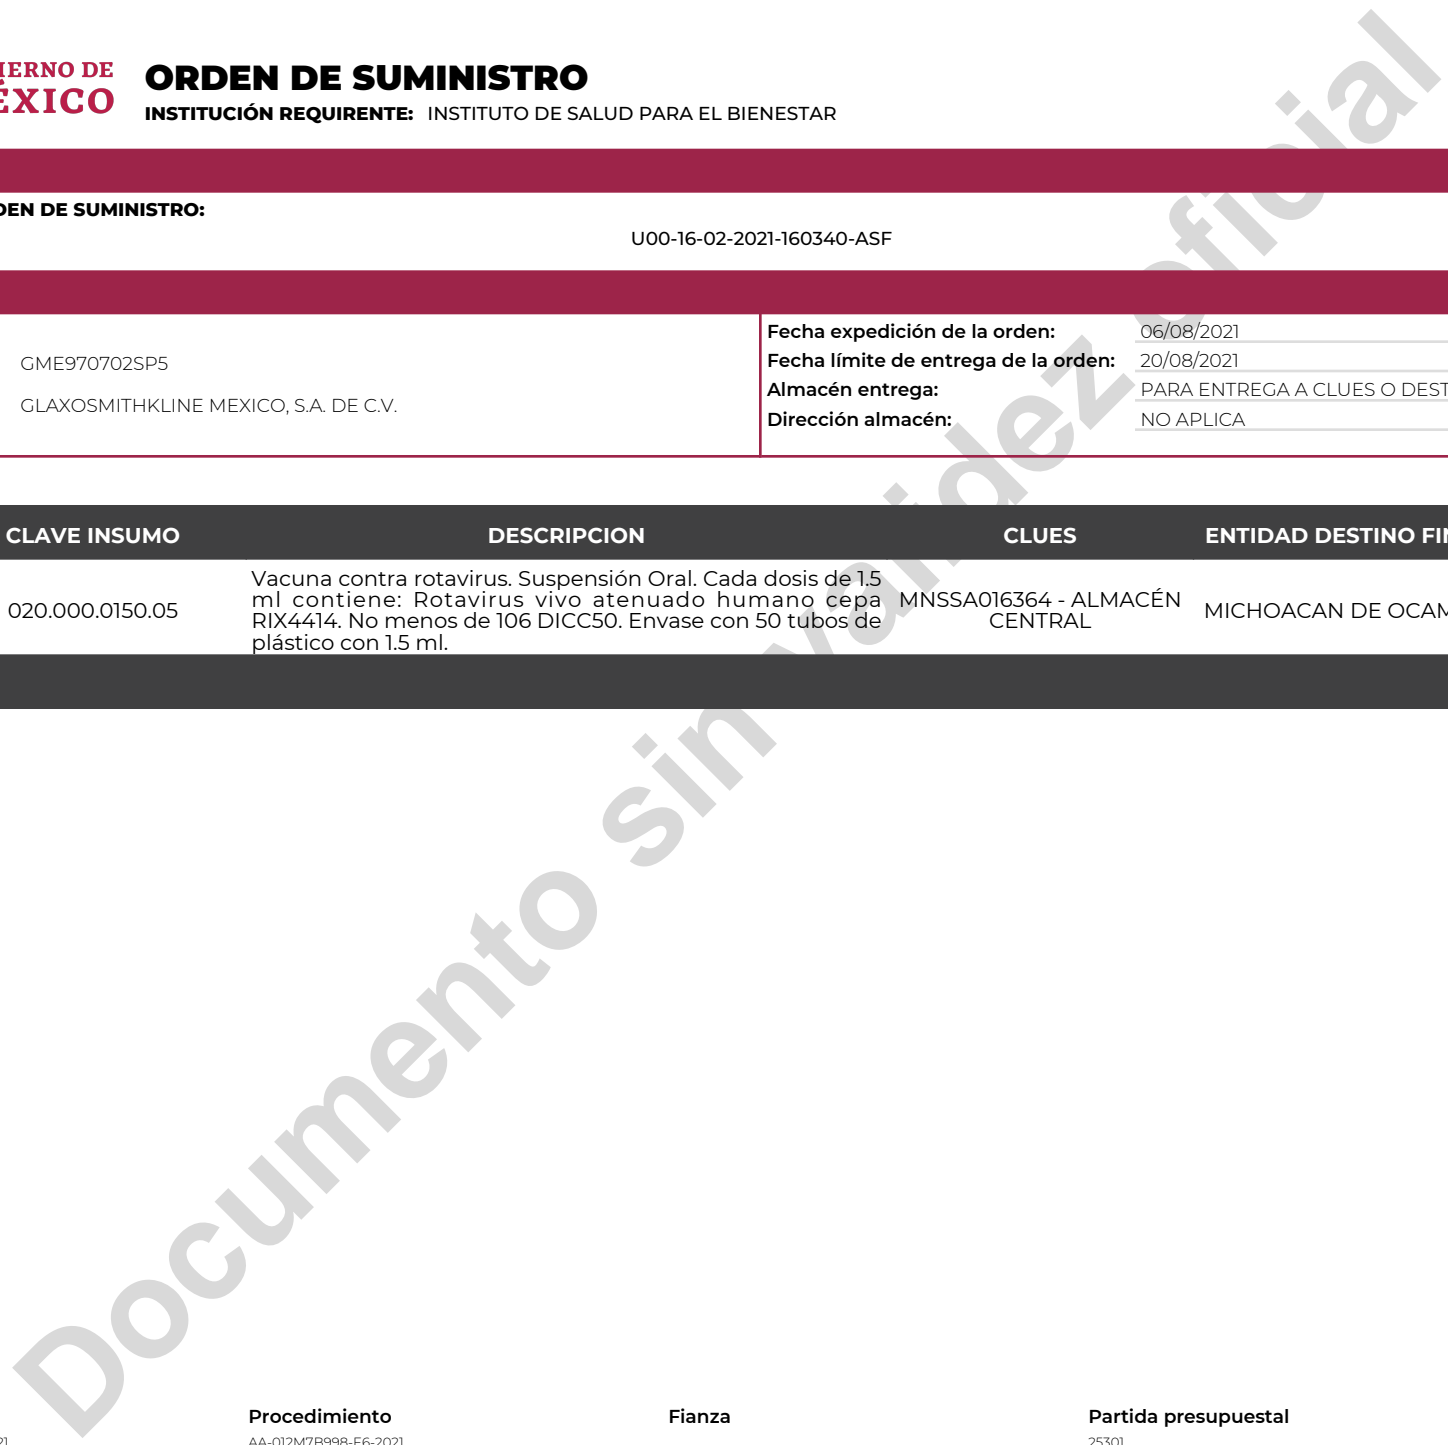 ORDEN DE SUMINISTRO
MÉXICO
INSTITUCIÓN REQUIRENTE: INSTITUTO DE SALUD PARA EL BIENESTAR
DE SUMINISTRO:
U00-16-02-2021-160340-ASF
GME970702SP5
GLAXOSMITHKLINE MEXICO, S.A. DE C.V.
Fecha expedición de la orden: 06/08/2021
Fecha límite de entrega de la orden: 20/08/2021
Almacén entrega: PARA ENTREGA A CLUES O DEST
Dirección almacén: NO APLICA
CLAVE INSUMO DESCRIPCION CLUES ENTIDAD DESTINO
020.000.0150.05
Vacuna contra rotavirus. Suspensión Oral. Cada dosis de 1.5
ml contiene: Rotavirus vivo atenuado humano cepa
RIX4414. No menos de 106 DICC50. Envase con 50 tubos de
plástico con 1.5 ml.
MNSSA016364 - ALMACÉN
CENTRAL
MICHOACAN DE OCAM
Documento sin validez oficial
Procedimiento Fianza Partida presupuestal
AA-012M7B998-E6-2021 25301